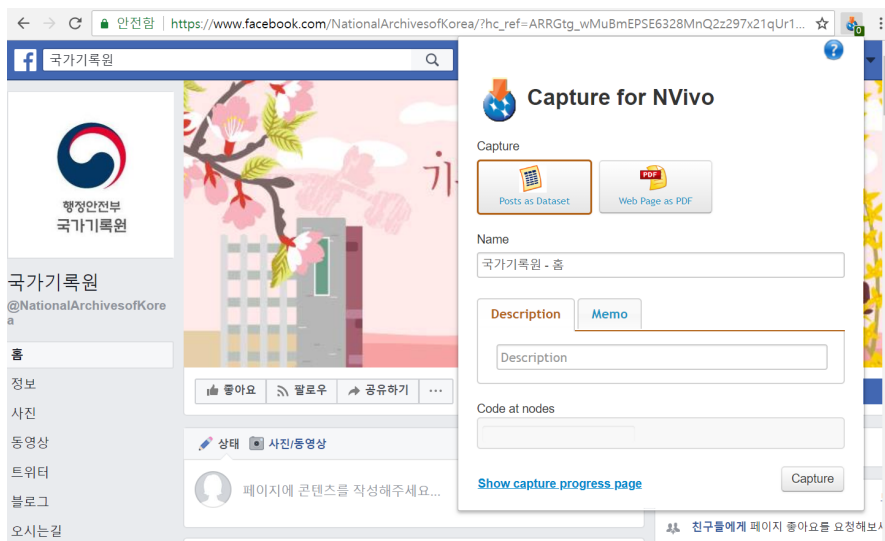 안전함
https://www.facebook.com/NationalArchivesofKorea/?hc_ref=ARRGtg_wMuBmEPSE6328MnQ2z297x21qUr1...
0
f
국가기록원
?
행정안전부
국가기록원
국가기록원
@NationalArchivesofKore
a
홈
정보
사진
동영상
트위터
블로그
오시는길
기
좋아요
팔로우
공유하기
...
상태
사진/동영상
페이지에 콘텐츠를 작성해주세요...
Capture for NVivo
Capture
Posts as Dataset
PDF
Web Page as PDF
Name
국가기록원 - 홈
Description
Memo
Description
Code at nodes
Show capture progress page
Capture
친구들에게 페이지 좋아요를 요청해보